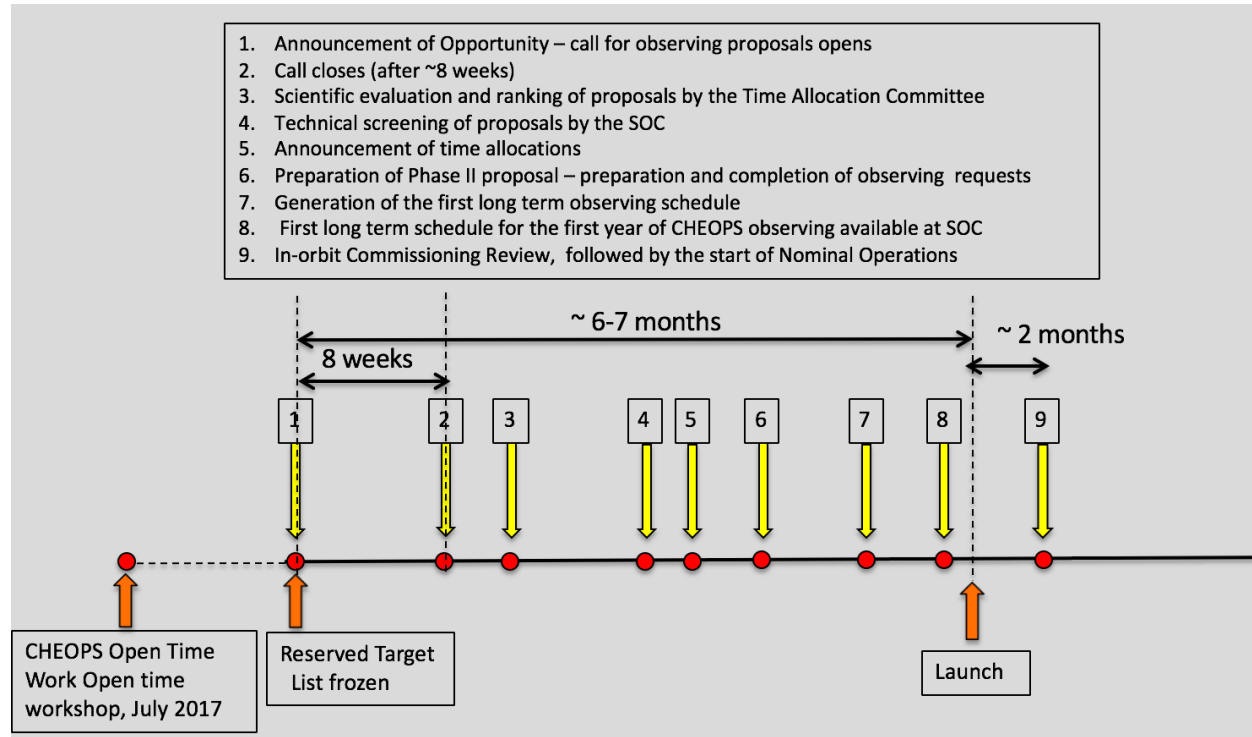 1. Announcement of Opportunity – call for observing proposals opens
2. Call closes (after ~8 weeks)
3. Scientific evaluation and ranking of proposals by the Time Allocation Committee
4. Technical screening of proposals by the SOC
5. Announcement of time allocations
6. Preparation of Phase II proposal – preparation and completion of observing requests
7. Generation of the first long term observing schedule
8. First long term schedule for the first year of CHEOPS observing available at SOC
9. In-orbit Commissioning Review, followed by the start of Nominal Operations
~ 6-7 months
~ 2 months
8 weeks
1 2 3 4 5 6 7 8 9
CHEOPS Open Time
Work Open time
workshop, July 2017
Reserved Target
List frozen
Launch